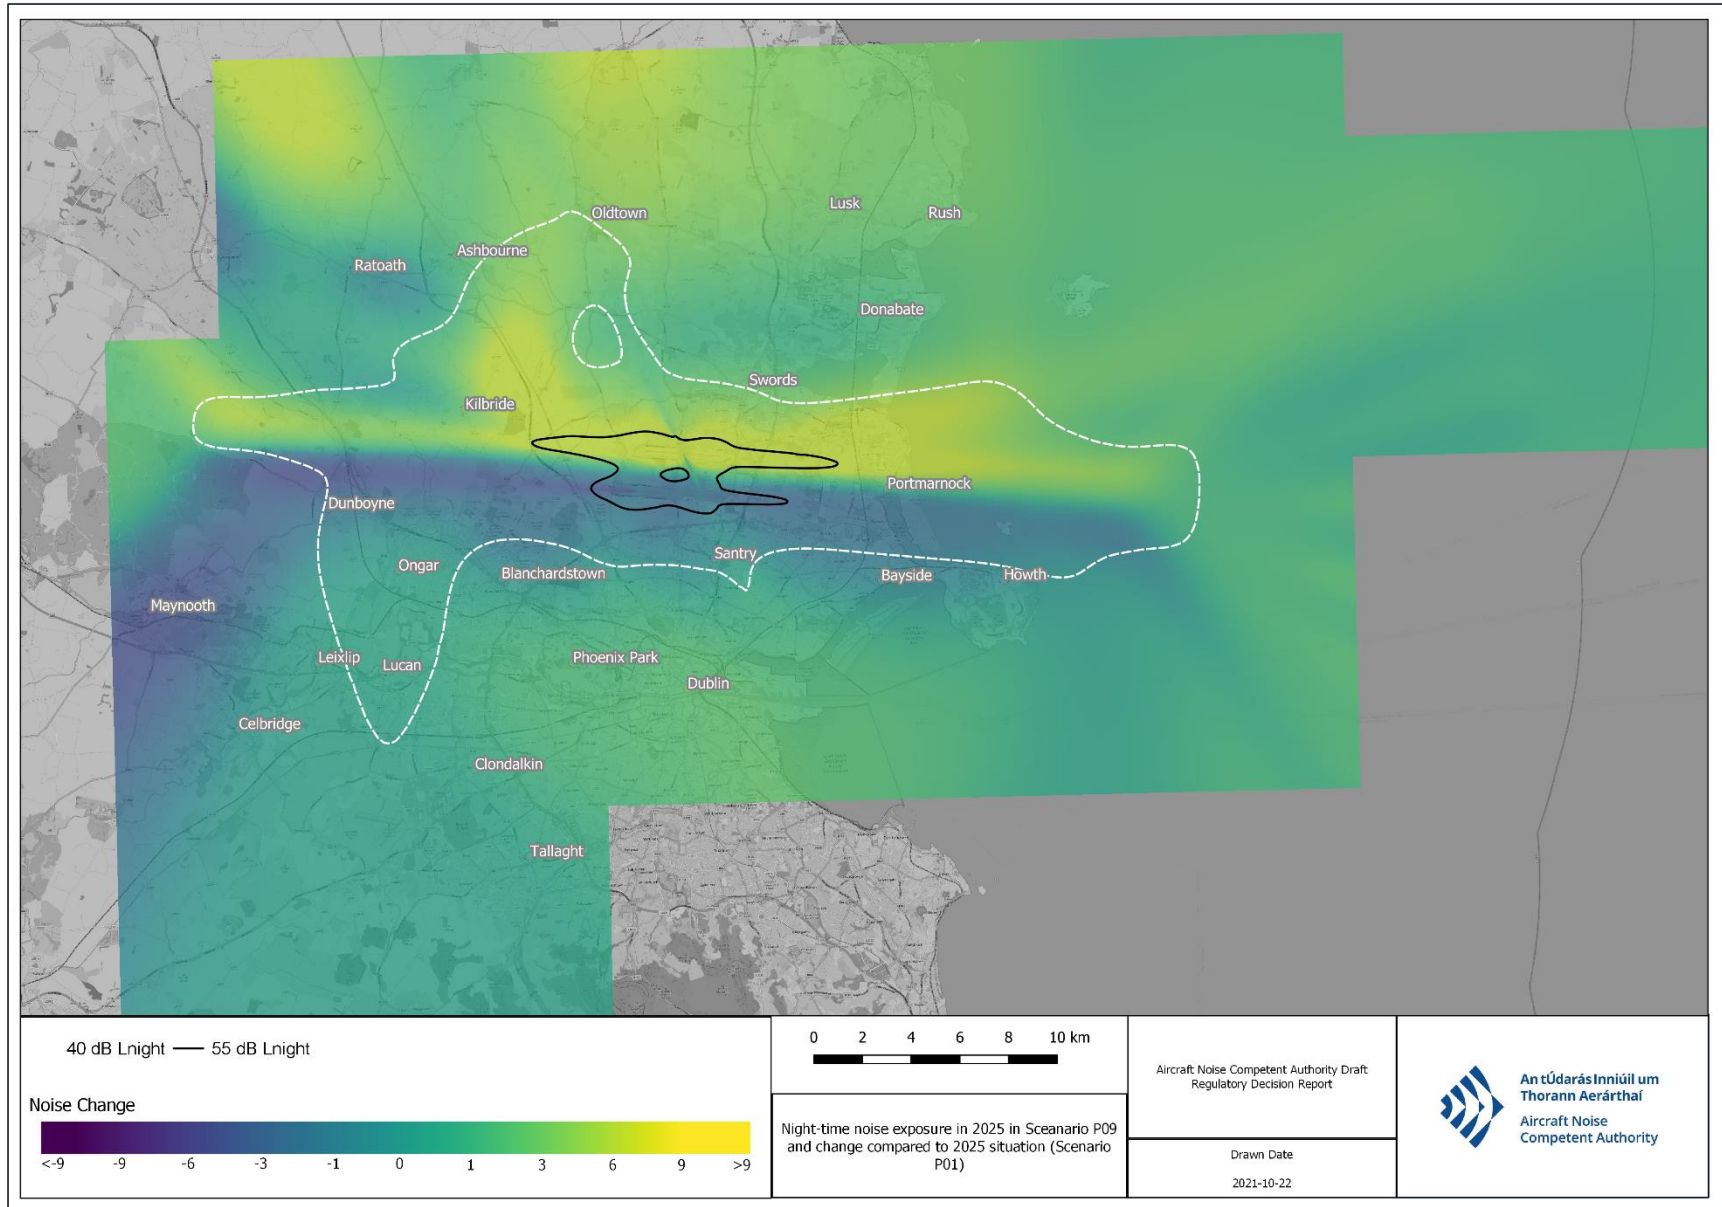 Oldtown
Lusk
Rush
Ashbourne
Ratoath
Donabate
Swords
Kilbride
Portmarnock
Dunboyne
Santry
Ongar
Blanchardstown
Bayside
Howth
Maynooth
Leixlip
Lucan
Phoenix Park
Dublin
Celbridge
Clondalkin
Tallaght
40 dB Lnight
55 dB Lnight
Noise Change
<-9 -9 -6 -3 -1 0 1 3 6 9 >9
0 2 4 6 8 10 km
Night-time noise exposure in 2025 in Sceanario P09
and change compared to 2025 situation (Scenario
P01)
Aircraft Noise Competent Authority Draft
Regulatory Decision Report
Drawn Date
2021-10-22
An tÚdarás Inniúil um
Thorann Aerárthaí
Aircraft Noise
Competent Authority